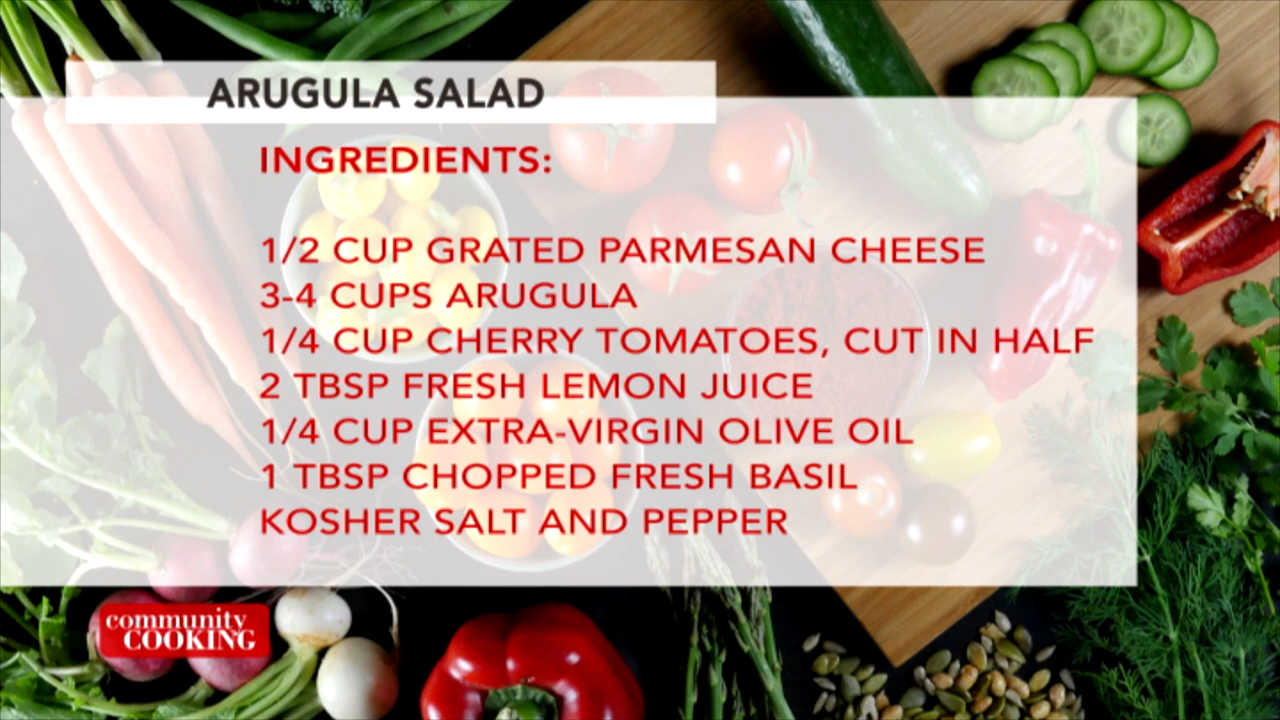 ARUGULA SALAD
INGREDIENTS:
1/2 CUP GRATED PARMESAN CHEESE
3-4 CUPS ARUGULA
1/4 CUP CHERRY TOMATOES, CUT IN HALF
2 TBSP FRESH LEMON JUICE
1/4 CUP EXTRA-VIRGIN OLIVE OIL
1 TBSP CHOPPED FRESH BASIL
KOSHER SALT AND PEPPER
community
COOKING